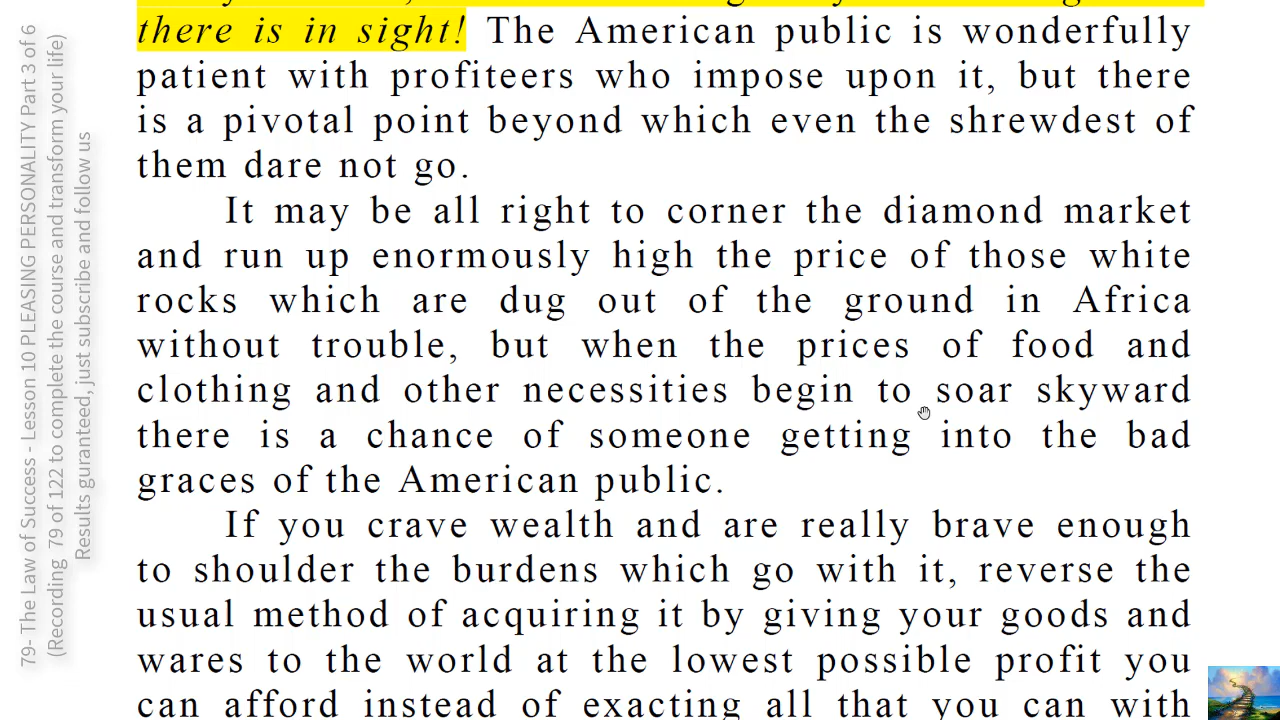 there is in sight! The American public is wonderfully
patient with profiteers who impose upon it, but there
is a pivotal point beyond which even the shrewdest of
them dare not go.
It may be all right to corner the diamond market
and run up enormously high the price of those white
rocks which are dug out of the ground in Africa
without trouble, but when the prices of food and
clothing and other necessities begin to soar skyward
there is a chance of someone getting into the bad
graces of the American public.
If you crave wealth and are really brave enough
to shoulder the burdens which go with it, reverse the
usual method of acquiring it by giving your goods and
wares to the world at the lowest possible profit you
can afford instead of exacting all that you can with
79- The Law of Success - Lesson 10 PLEASING PERSONALITY Part 3 of 6
(Recording 79 of 122 to complete the course and transform your life)
Results guranteed, just subscribe and follow us